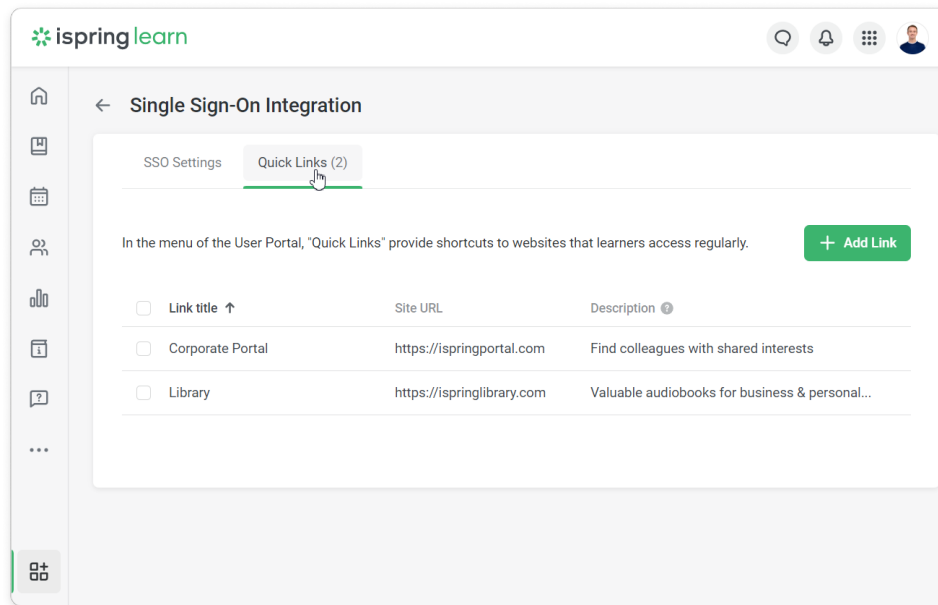 ispring learn
Single Sign-On Integration
SSO Settings Quick Links (2)
In the menu of the User Portal, "Quick Links" provide shortcuts to websites that learners access regularly.
+ Add Link
Link title ↑ Site URL Description ?
Corporate Portal https://ispringportal.com Find colleagues with shared interests
Library https://ispringlibrary.com Valuable audiobooks for business & personal...